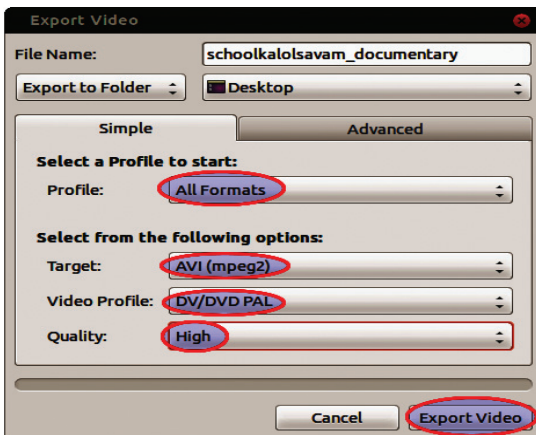 Export Video
File Name: schoolkalolsavam_documentary
Export to Folder Desktop
Simple Advanced
Select a Profile to start:
Profile: All Formats
Select from the following options:
Target: AVI (mpeg2)
Video Profile: DV/DVD PAL
Quality: High
Cancel Export Video